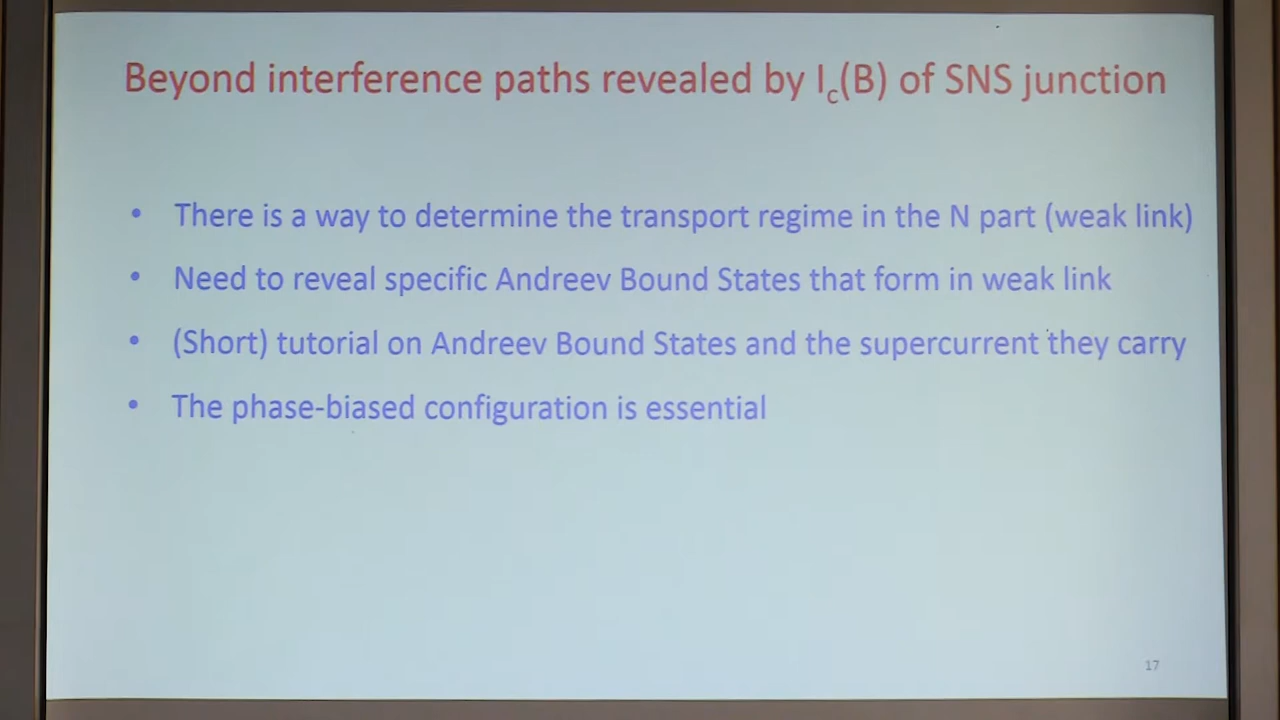 Beyond interference paths revealed by Ic(B) of SNS junction
• There is a way to determine the transport regime in the N part (weak link)
• Need to reveal specific Andreev Bound States that form in weak link
• (Short) tutorial on Andreev Bound States and the supercurrent they carry
• The phase-biased configuration is essential
17